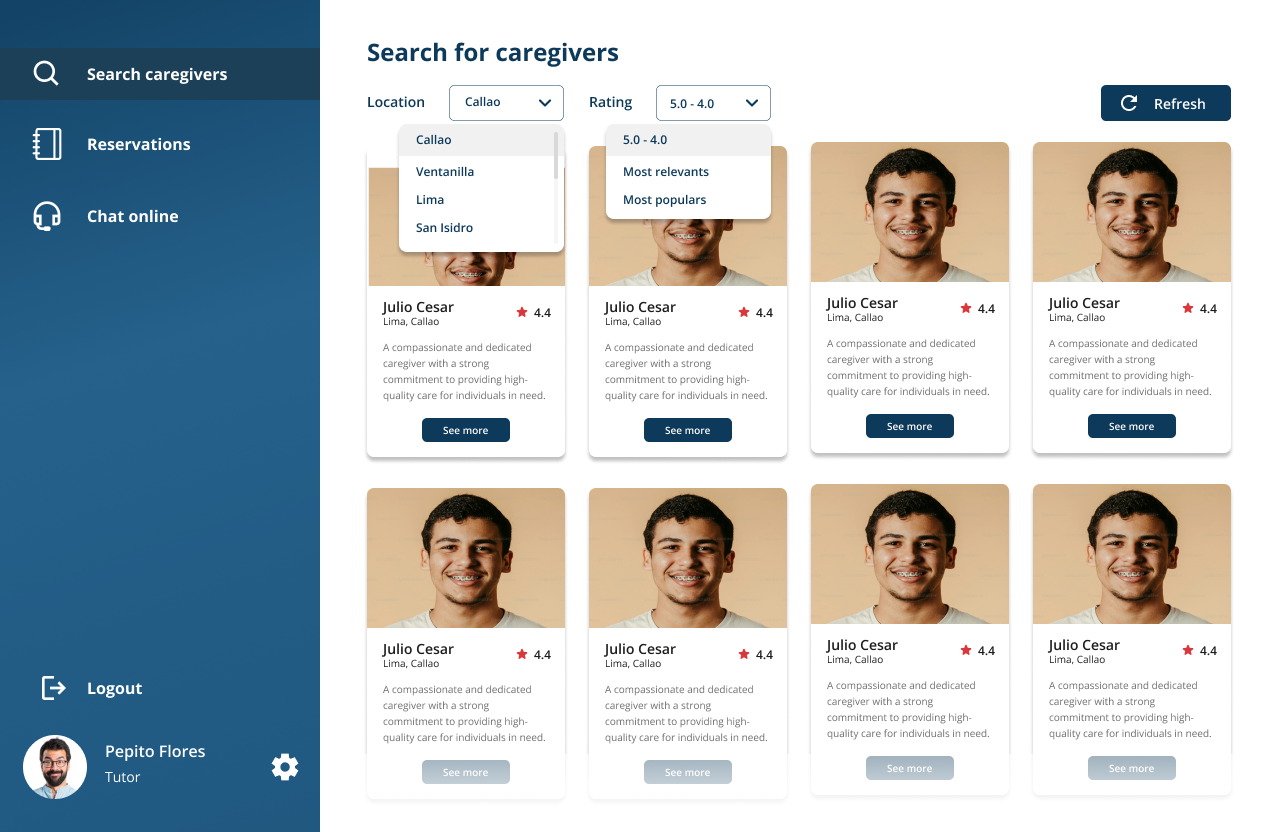 Search caregivers
Reservations
Chat online
Logout
Pepito Flores
Tutor
Search for caregivers
Location
Callao
Rating
5.0 - 4.0
Refresh
Callao
Ventanilla
Lima
San Isidro
5.0 - 4.0
Most relevants
Most populars
Julio Cesar
4.4
Lima, Callao
A compassionate and dedicated
caregiver with a strong
commitment to providing high-
quality care for individuals in need.
See more
Julio Cesar
4.4
Lima, Callao
A compassionate and dedicated
caregiver with a strong
commitment to providing high-
quality care for individuals in need.
See more
Julio Cesar
4.4
Lima, Callao
A compassionate and dedicated
caregiver with a strong
commitment to providing high-
quality care for individuals in need.
See more
Julio Cesar
4.4
Lima, Callao
A compassionate and dedicated
caregiver with a strong
commitment to providing high-
quality care for individuals in need.
See more
Julio Cesar
4.4
Lima, Callao
A compassionate and dedicated
caregiver with a strong
commitment to providing high-
quality care for individuals in need.
See more
Julio Cesar
4.4
Lima, Callao
A compassionate and dedicated
caregiver with a strong
commitment to providing high-
quality care for individuals in need.
See more
Julio Cesar
4.4
Lima, Callao
A compassionate and dedicated
caregiver with a strong
commitment to providing high-
quality care for individuals in need.
See more
Julio Cesar
4.4
Lima, Callao
A compassionate and dedicated
caregiver with a strong
commitment to providing high-
quality care for individuals in need.
See more